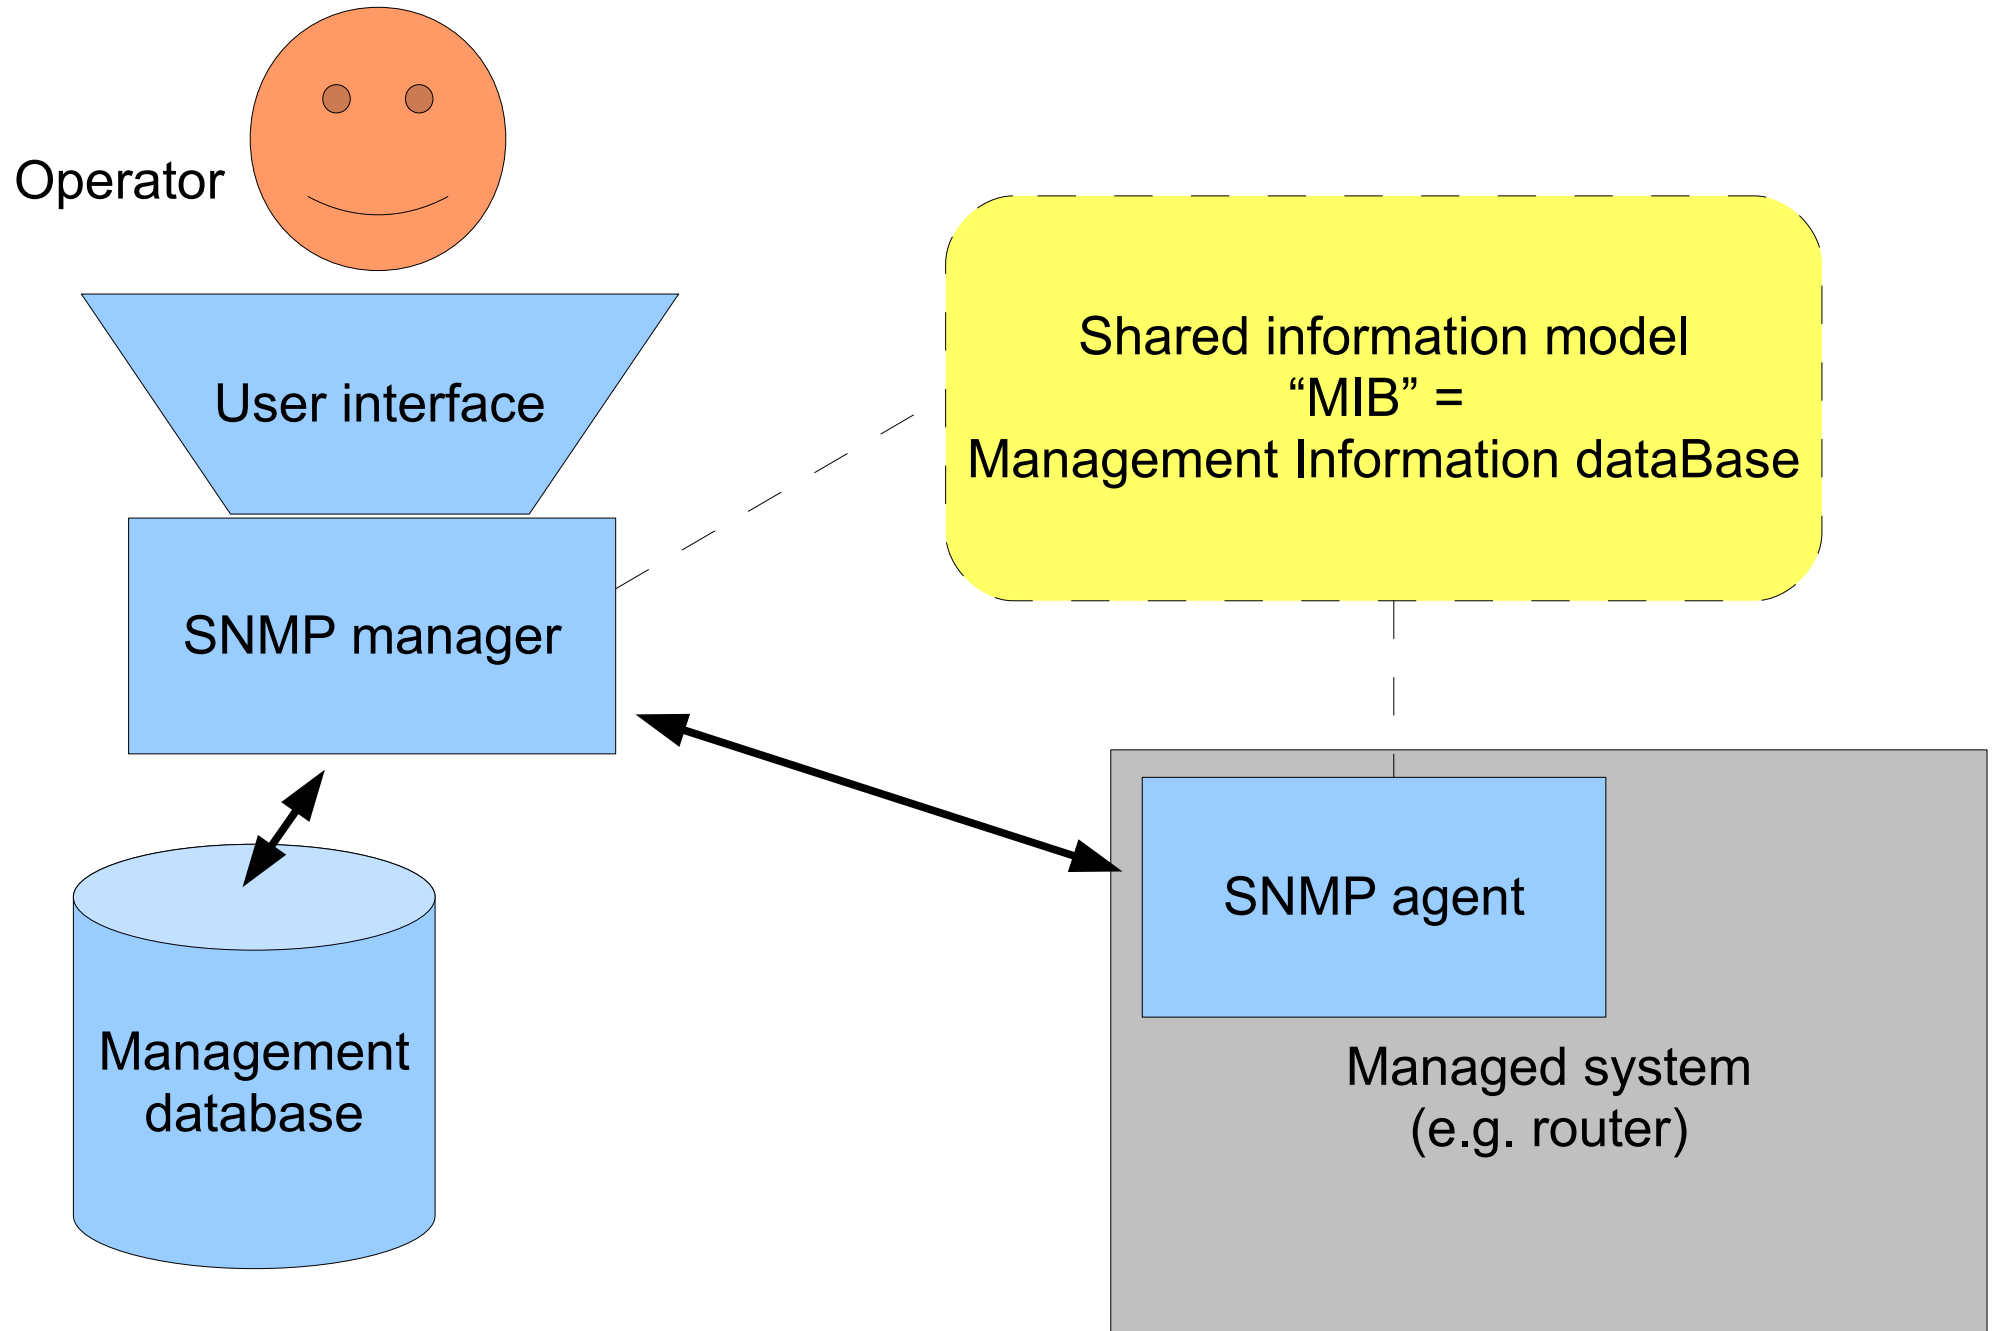 Operator
User interface
SNMP manager
Management
database
Shared information model
“MIB” =
Management Information dataBase
SNMP agent
Managed system
(e.g. router)